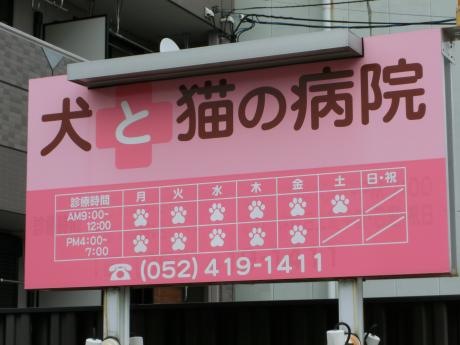 犬と猫の病院
診療時間 月 火 水 木 金 土 日・祝
AM9:00-12:00
PM4:00-7:00
☎(052)419-1411